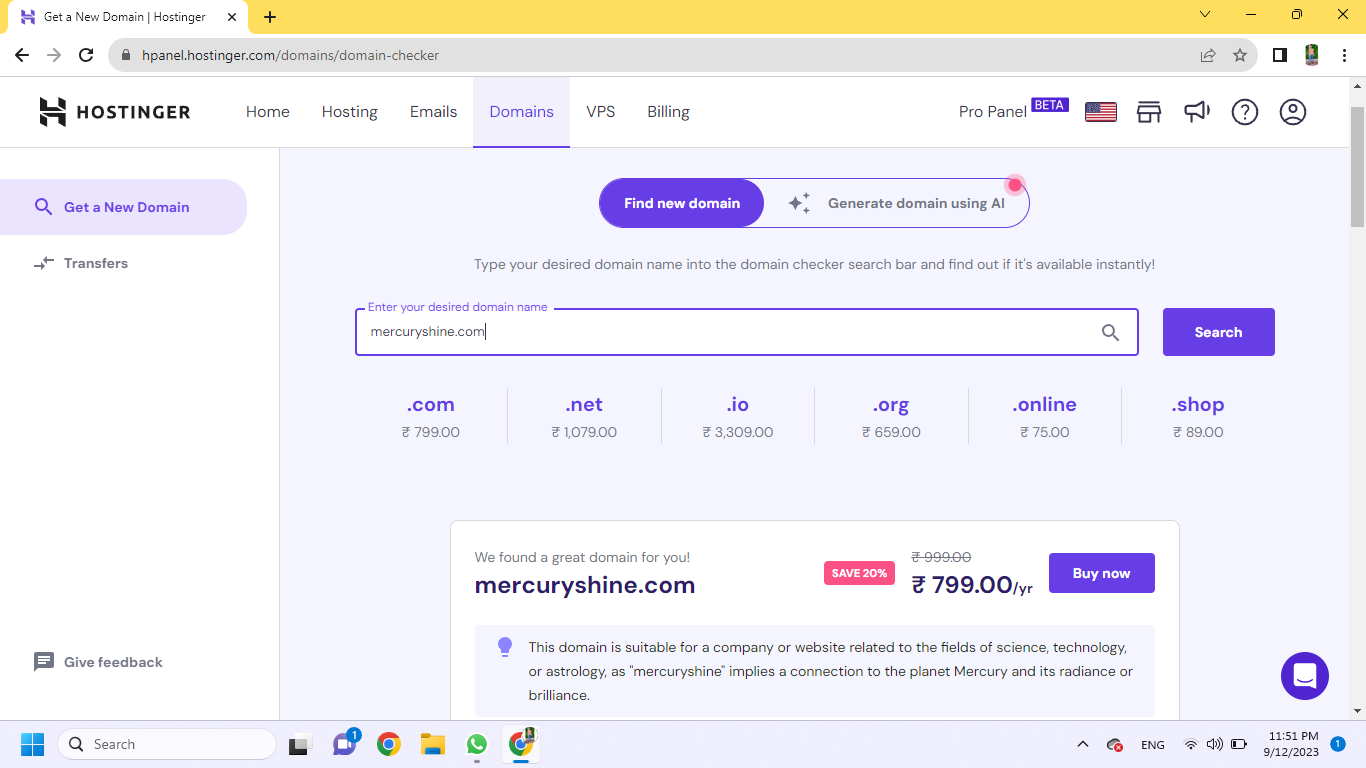 Get a New Domain | Hostinger
hpanel.hostinger.com/domains/domain-checker
HOSTINGER
Home
Hosting
Emails
Domains
VPS
Billing
Pro Panel
BETA
Get a New Domain
Transfers
Give feedback
Find new domain
Generate domain using AI
Type your desired domain name into the domain checker search bar and find out if it's available instantly!
Enter your desired domain name
mercuryshine.com
Search
.com
₹ 799.00
.net
₹ 1,079.00
.io
₹ 3,309.00
.org
₹ 659.00
.online
₹ 75.00
.shop
₹ 89.00
We found a great domain for you!
mercuryshine.com
SAVE 20%
₹ 999.00
₹ 799.00/yr
Buy now
This domain is suitable for a company or website related to the fields of science, technology,
or astrology, as "mercuryshine" implies a connection to the planet Mercury and its radiance or
brilliance.
Search
1
ENG
11:51 PM
9/12/2023
1